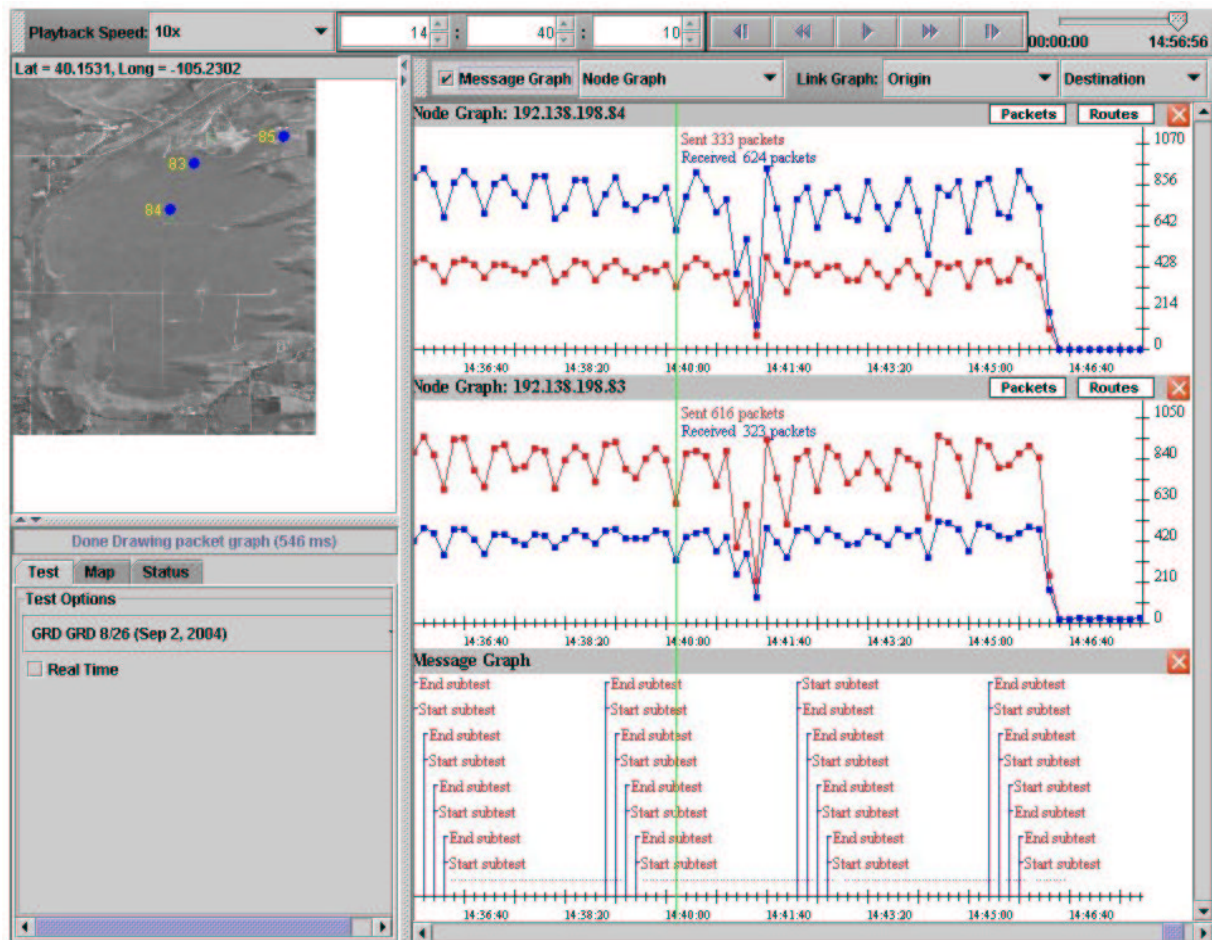 Playback Speed: 10x
14 : 40 : 10
00:00:00 14:56:56
Lat = 40.1531, Long = -105.2302
Message Graph Node Graph Link Graph: Origin Destination
85
83
84
Node Graph: 192.138.198.84 Packets Routes
Sent 333 packets
Received 624 packets
1070
856
642
428
214
0
14:36:40 14:38:20 14:40:00 14:41:40 14:43:20 14:45:00 14:46:40
Node Graph: 192.138.198.83 Packets Routes
Sent 616 packets
Received 323 packets
1050
840
630
420
210
0
14:36:40 14:38:20 14:40:00 14:41:40 14:43:20 14:45:00 14:46:40
Message Graph
End subtest End subtest Start subtest End subtest
Start subtest Start subtest End subtest Start subtest
End subtest End subtest End subtest End subtest
Start subtest Start subtest Start subtest Start subtest
End subtest End subtest End subtest Start subtest
Start subtest Start subtest Start subtest End subtest
End subtest End subtest End subtest End subtest
Start subtest Start subtest Start subtest Start subtest
14:36:40 14:38:20 14:40:00 14:41:40 14:43:20 14:45:00 14:46:40
Done Drawing packet graph (546 ms)
Test Map Status
Test Options
GRD GRD 8/26 (Sep 2, 2004)
Real Time